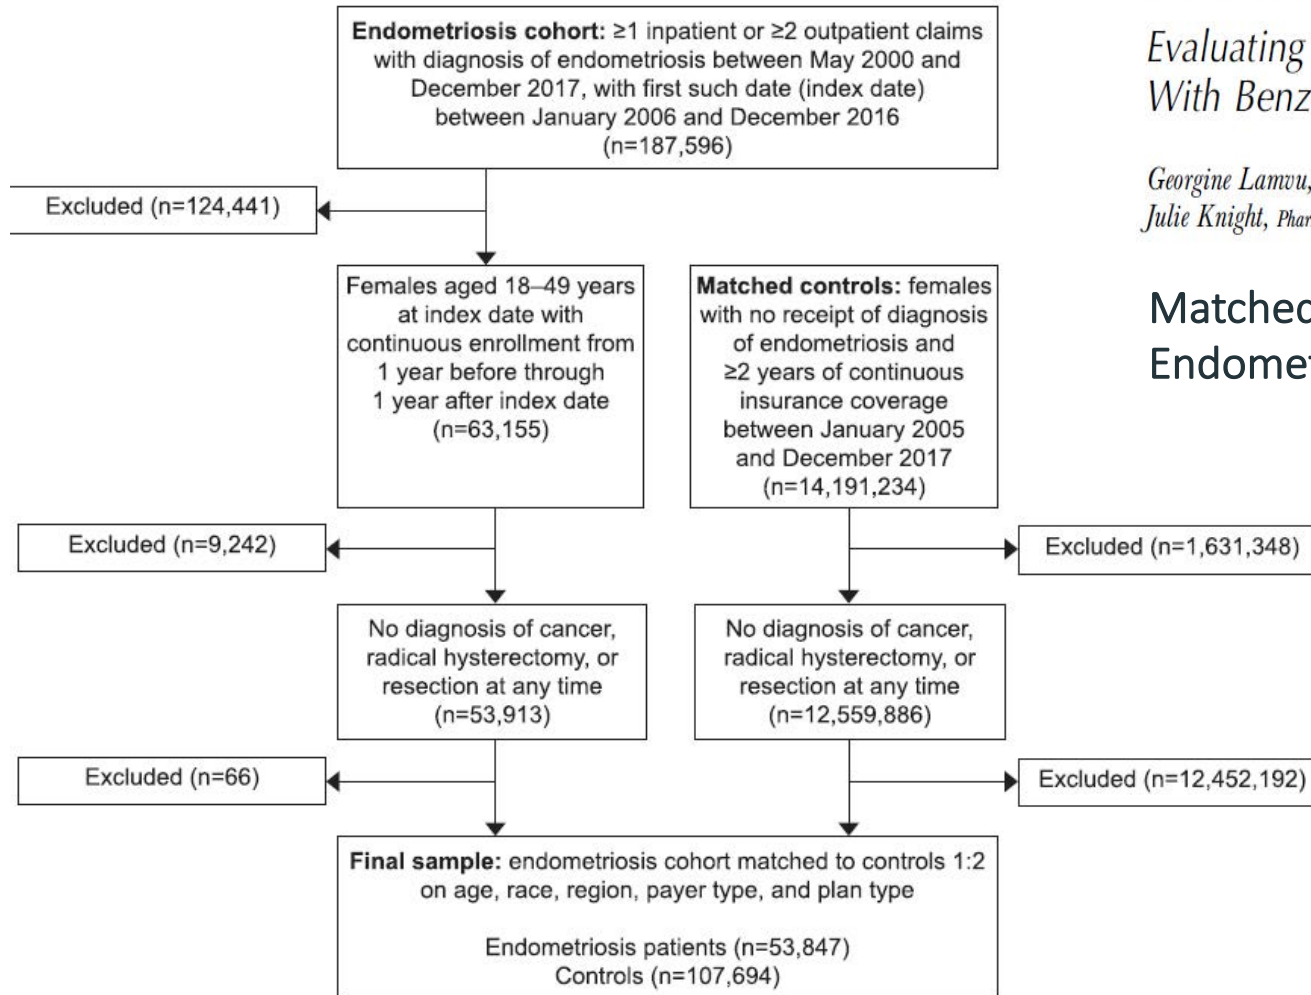 Endometriosis cohort: ≥1 inpatient or ≥2 outpatient claims
with diagnosis of endometriosis between May 2000 and
December 2017, with first such date (index date)
between January 2006 and December 2016
(n=187,596)
Excluded (n=124,441)
Females aged 18–49 years
at index date with
continuous enrollment from
1 year before through
1 year after index date
(n=63,155)
Matched controls: females
with no receipt of diagnosis
of endometriosis and
≥2 years of continuous
insurance coverage
between January 2005
and December 2017
(n=14,191,234)
Excluded (n=9,242)
Excluded (n=1,631,348)
No diagnosis of cancer,
radical hysterectomy, or
resection at any time
(n=53,913)
No diagnosis of cancer,
radical hysterectomy, or
resection at any time
(n=12,559,886)
Excluded (n=66)
Excluded (n=12,452,192)
Final sample: endometriosis cohort matched to controls 1:2
on age, race, region, payer type, and plan type
Endometriosis patients (n=53,847)
Controls (n=107,694)
Evaluating
With Benz
Georgine Lamvu,
Julie Knight, Phar
Matched
Endomet